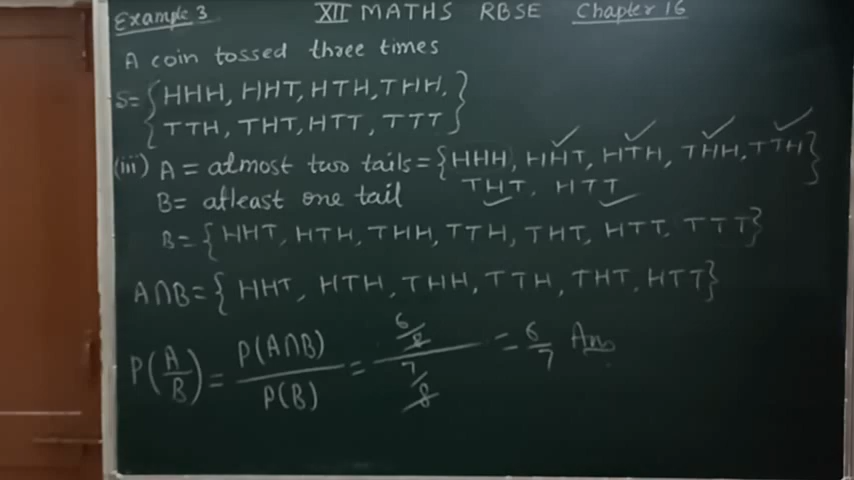 Example 3 XII MATHS RBSE Chapter 16
A coin tossed three times
S={HHH, HHT, HTH, THH,
TTH, THT, HTT, TTT}
(iii) A = atmost two tails = {HHH, HHT, HTH, THH, TTH
THT, HTT}
B= atleast one tail
B= {HHT, HTH, THH, TTH, THT, HTT, TTT}
A∩B= {HHT, HTH, THH, TTH, THT, HTT}
P(A/B) = P(A∩B)/P(B) = 6/8 / 7/8 = 6/7 Ans